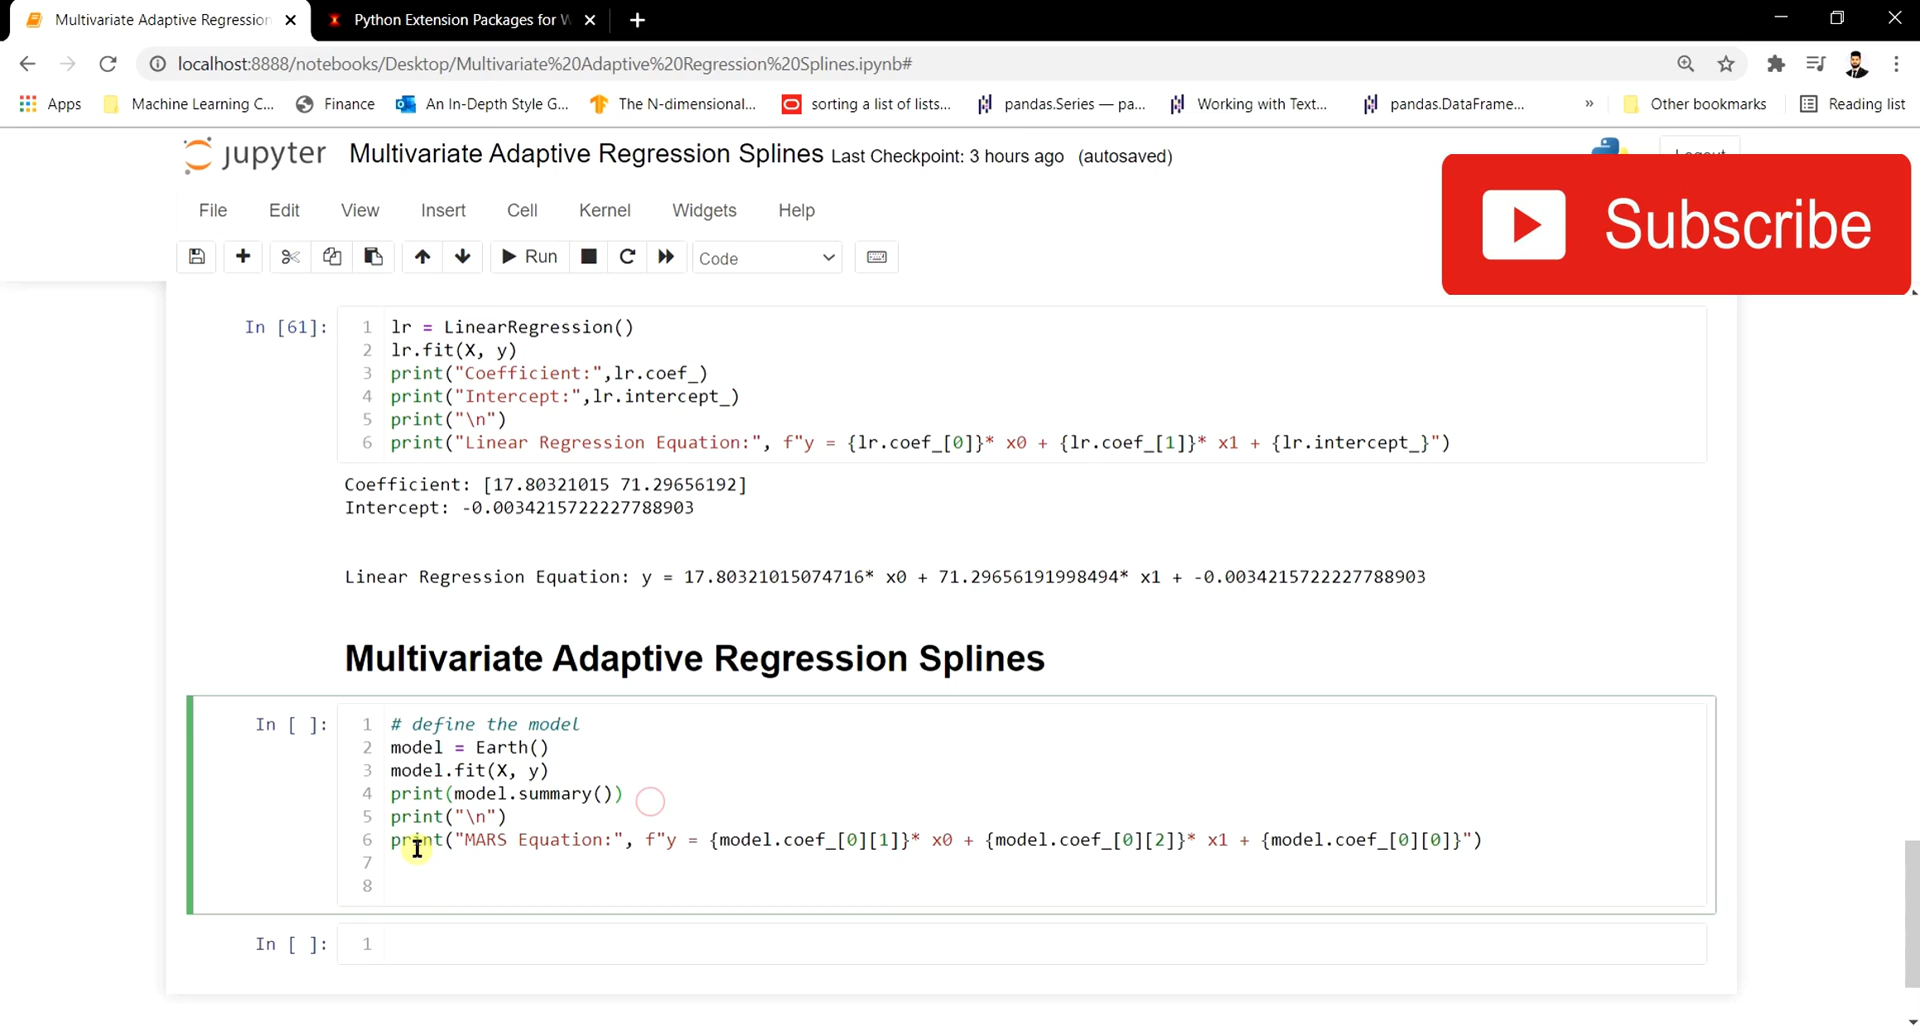 Multivariate Adaptive Regression
Python Extension Packages for W
localhost:8888/notebooks/Desktop/Multivariate%20Adaptive%20Regression%20Splines.ipynb#
Apps Machine Learning C... Finance An In-Depth Style G... The N-dimensional... sorting a list of lists... pandas.Series — pa... Working with Text... pandas.DataFrame... » Other bookmarks Reading list
jupyter Multivariate Adaptive Regression Splines Last Checkpoint: 3 hours ago (autosaved)
Logout
Subscribe
File Edit View Insert Cell Kernel Widgets Help
Run Code
In [61]:
1 lr = LinearRegression()
2 lr.fit(X, y)
3 print("Coefficient:",lr.coef_)
4 print("Intercept:",lr.intercept_)
5 print("\n")
6 print("Linear Regression Equation:", f"y = {lr.coef_[0]}* x0 + {lr.coef_[1]}* x1 + {lr.intercept_}")
Coefficient: [17.80321015 71.29656192]
Intercept: -0.0034215722227788903
Linear Regression Equation: y = 17.80321015074716* x0 + 71.29656191998494* x1 + -0.0034215722227788903
Multivariate Adaptive Regression Splines
In [ ]:
1 # define the model
2 model = Earth()
3 model.fit(X, y)
4 print(model.summary())
5 print("\n")
6 print("MARS Equation:", f"y = {model.coef_[0][1]}* x0 + {model.coef_[0][2]}* x1 + {model.coef_[0][0]}")
7
8
In [ ]:
1